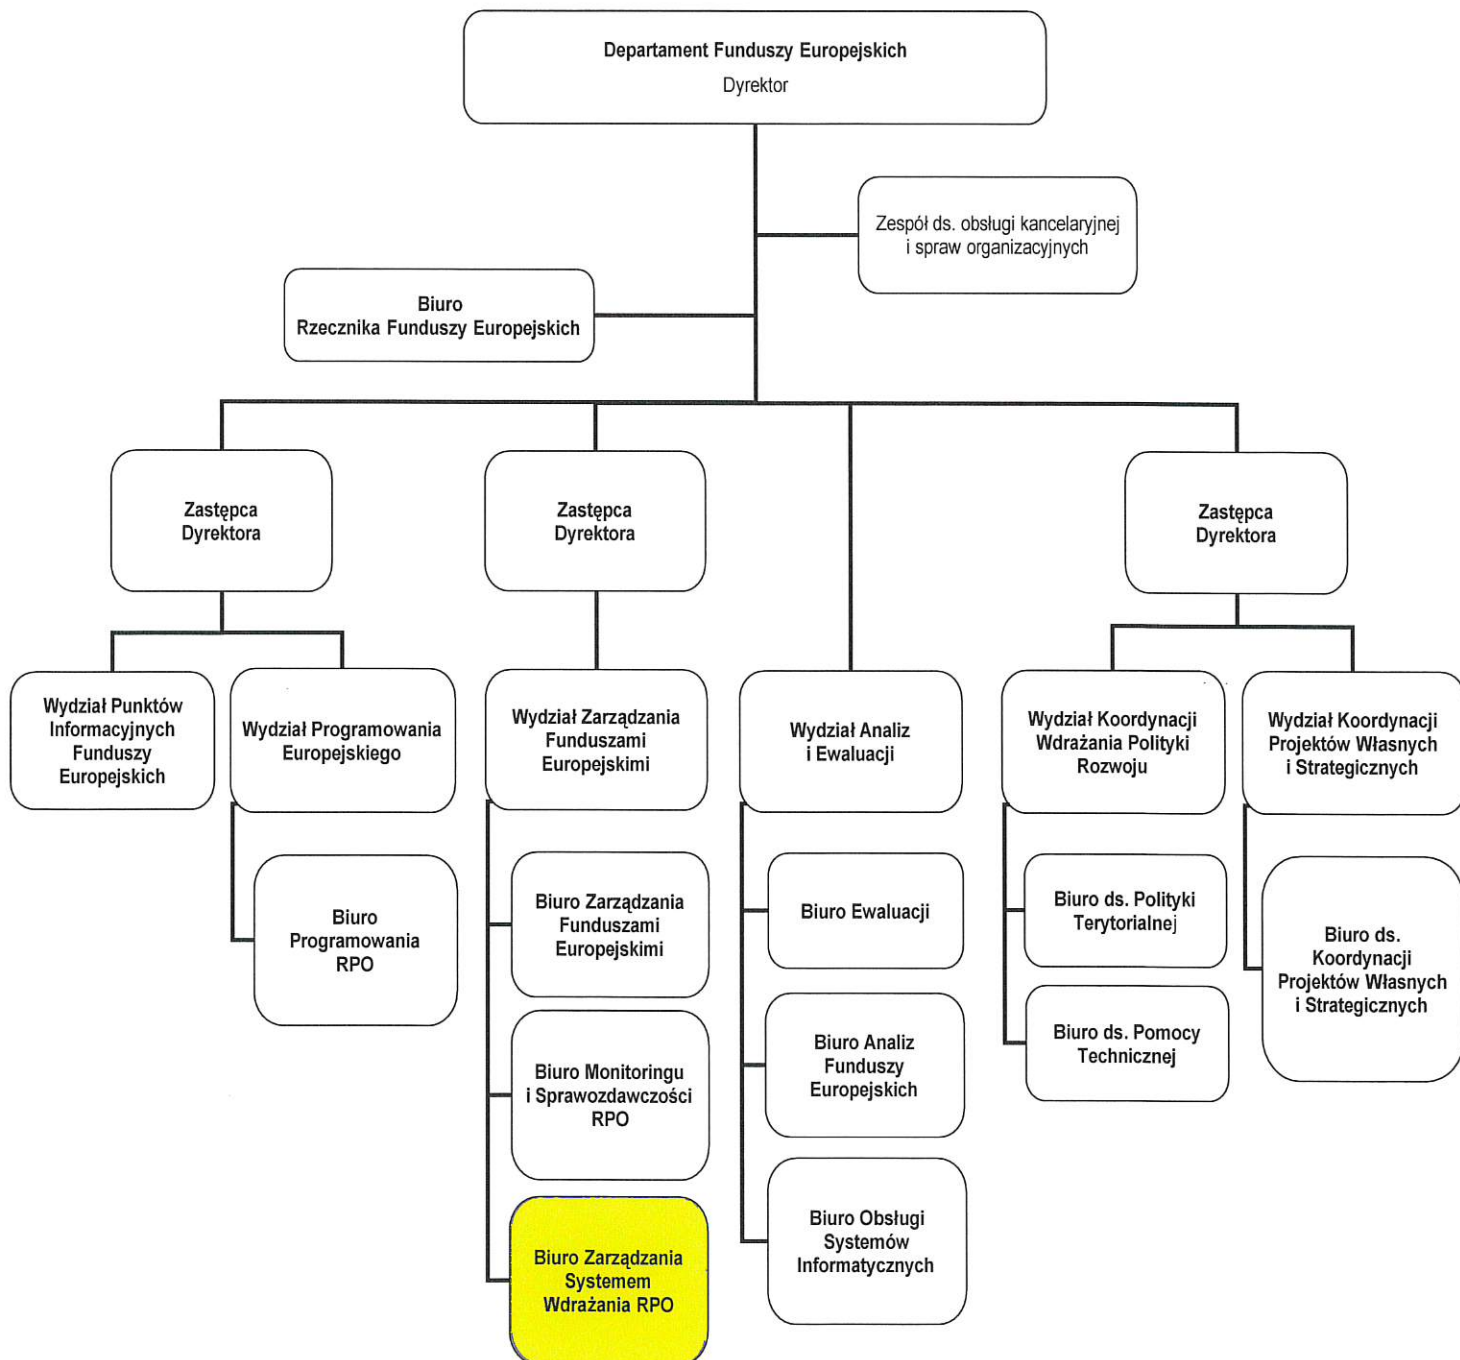 Departament Funduszy Europejskich
Dyrektor
Zespół ds. obsługi kancelaryjnej
i spraw organizacyjnych
Biuro
Rzecznika Funduszy Europejskich
Zastępca
Dyrektora
Zastępca
Dyrektora
Zastępca
Dyrektora
Wydział Punktów
Informacyjnych
Funduszy
Europejskich
Wydział Programowania
Europejskiego
Wydział Zarządzania
Funduszami
Europejskimi
Wydział Analiz
i Ewaluacji
Wydział Koordynacji
Wdrażania Polityki
Rozwoju
Wydział Koordynacji
Projektów Własnych
i Strategicznych
Biuro
Programowania
RPO
Biuro Zarządzania
Funduszami
Europejskimi
Biuro Ewaluacji
Biuro ds. Polityki
Terytorialnej
Biuro ds.
Koordynacji
Projektów Własnych
i Strategicznych
Biuro Monitoringu
i Sprawozdawczości
RPO
Biuro Analiz
Funduszy
Europejskich
Biuro ds. Pomocy
Technicznej
Biuro Zarządzania
Systemem
Wdrażania RPO
Biuro Obsługi
Systemów
Informatycznych